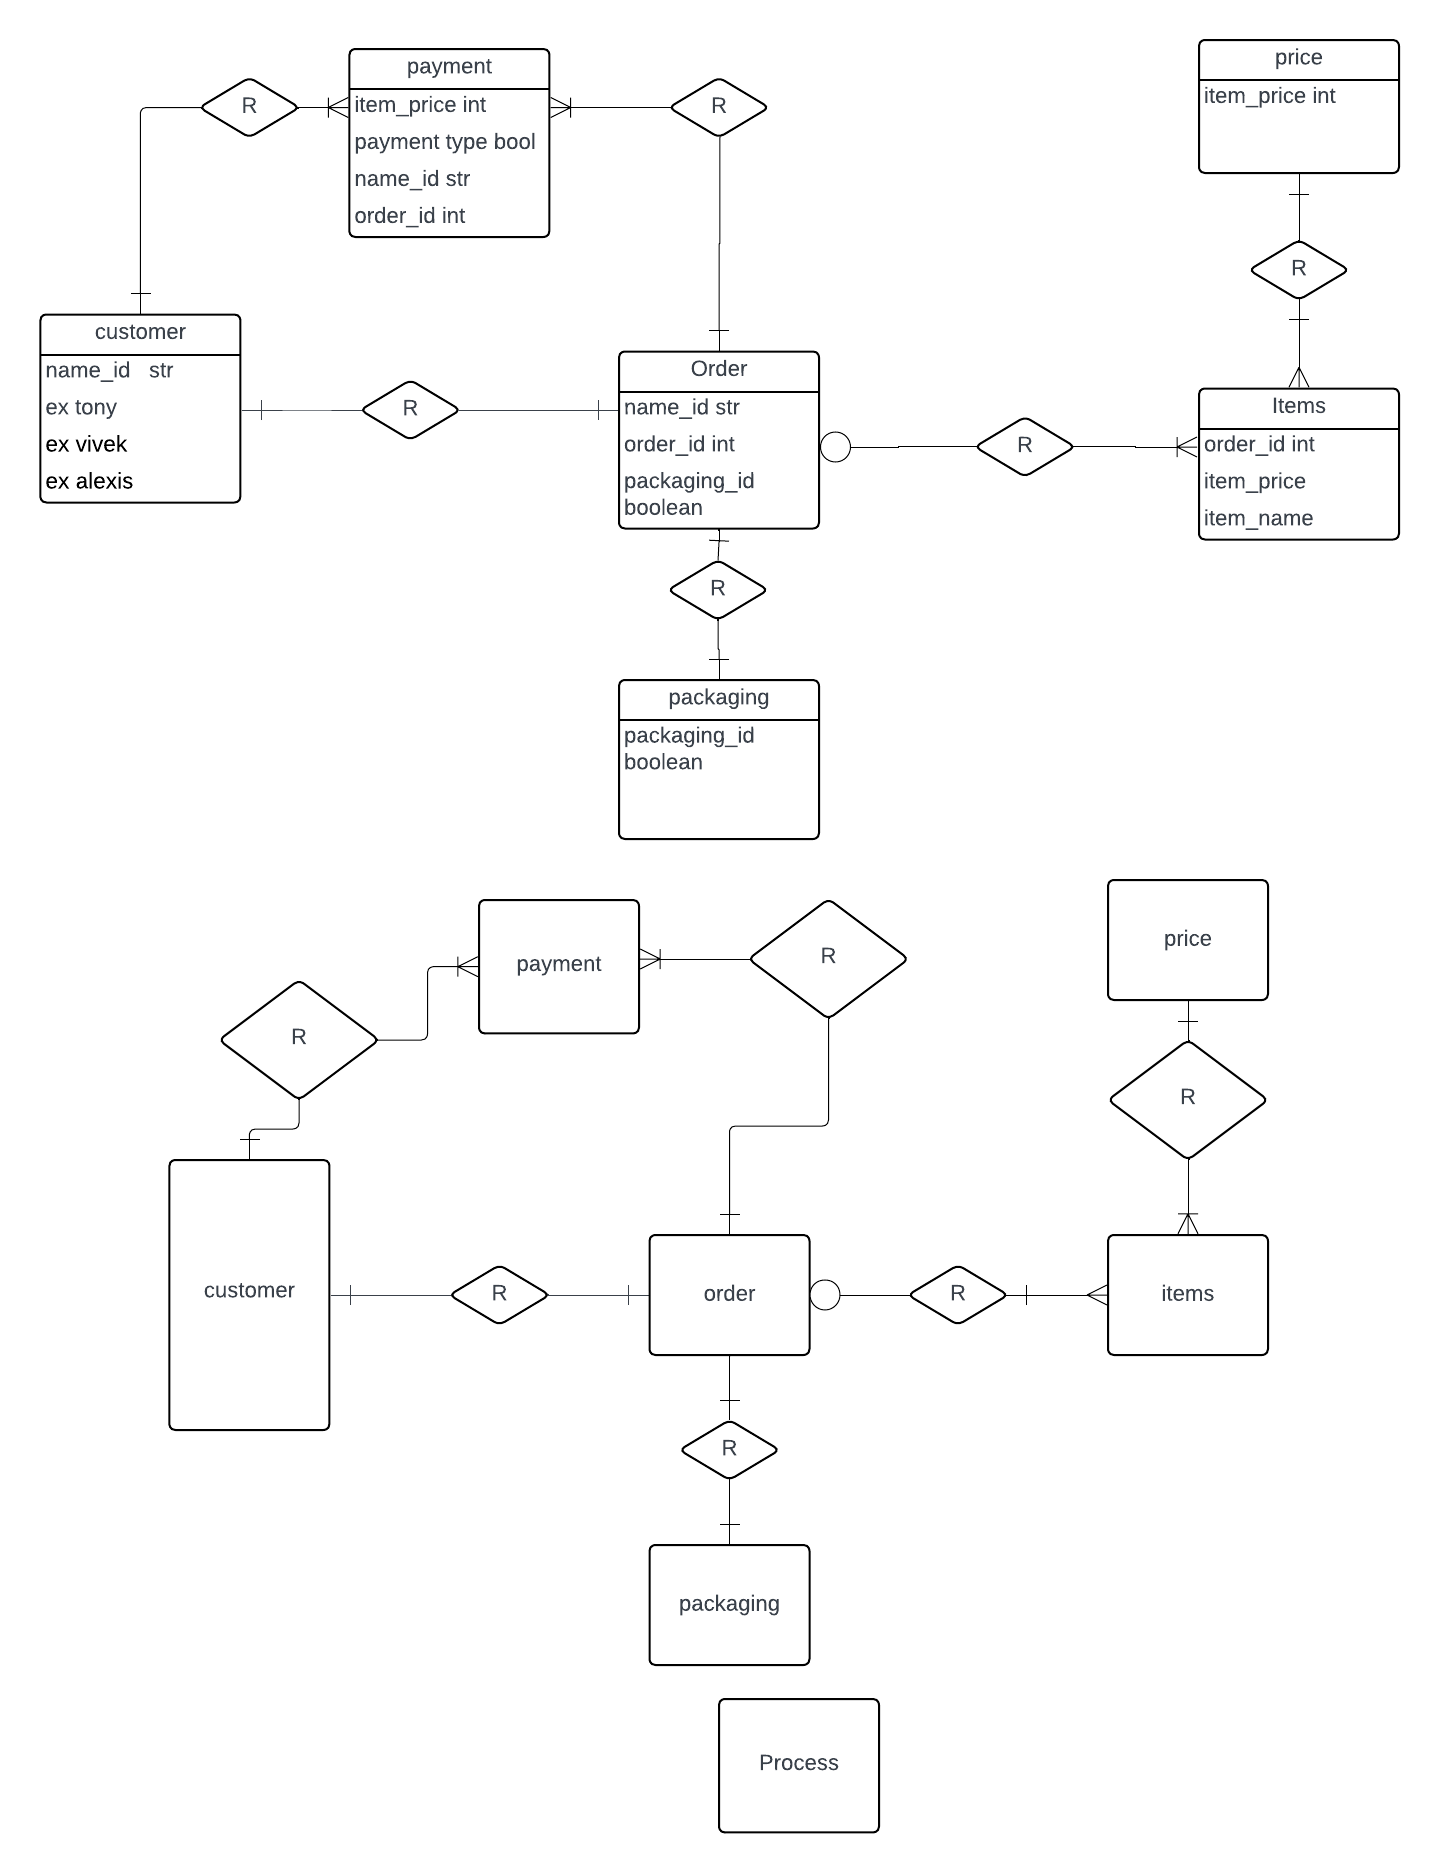 payment
item_price int
payment type bool
name_id str
order_id int
R
R
price
item_price int
R
customer
name_id   str
ex tony
ex vivek
ex alexis
R
Order
name_id str
order_id int
packaging_id
boolean
R
Items
order_id int
item_price
item_name
R
packaging
packaging_id
boolean
payment
R
price
R
R
customer
R
order
R
items
R
packaging
Process